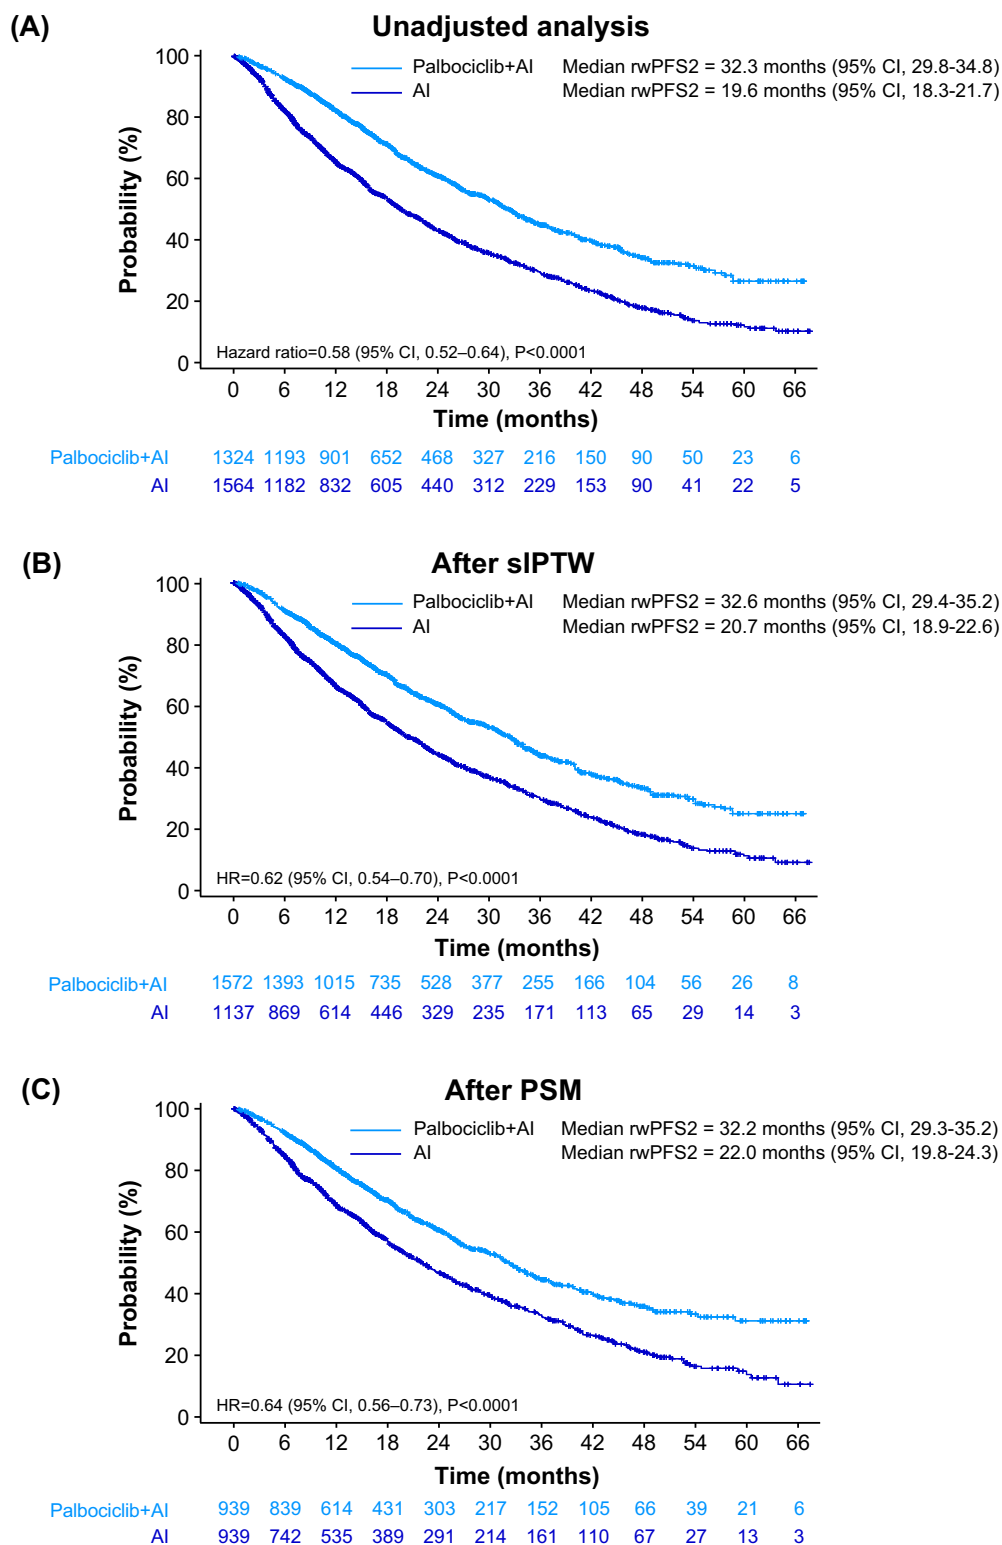 (A)
Unadjusted analysis
Palbociclib+AI Median rwPFS2 = 32.3 months (95% CI, 29.8-34.8)
AI Median rwPFS2 = 19.6 months (95% CI, 18.3-21.7)
Probability (%)
100
80
60
40
20
0
Hazard ratio=0.58 (95% CI, 0.52–0.64), P<0.0001
0 6 12 18 24 30 36 42 48 54 60 66
Time (months)
Palbociclib+AI 1324 1193 901 652 468 327 216 150 90 50 23 6
AI 1564 1182 832 605 440 312 229 153 90 41 22 5
(B)
After sIPTW
Palbociclib+AI Median rwPFS2 = 32.6 months (95% CI, 29.4-35.2)
AI Median rwPFS2 = 20.7 months (95% CI, 18.9-22.6)
Probability (%)
100
80
60
40
20
0
HR=0.62 (95% CI, 0.54–0.70), P<0.0001
0 6 12 18 24 30 36 42 48 54 60 66
Time (months)
Palbociclib+AI 1572 1393 1015 735 528 377 255 166 104 56 26 8
AI 1137 869 614 446 329 235 171 113 65 29 14 3
(C)
After PSM
Palbociclib+AI Median rwPFS2 = 32.2 months (95% CI, 29.3-35.2)
AI Median rwPFS2 = 22.0 months (95% CI, 19.8-24.3)
Probability (%)
100
80
60
40
20
0
HR=0.64 (95% CI, 0.56–0.73), P<0.0001
0 6 12 18 24 30 36 42 48 54 60 66
Time (months)
Palbociclib+AI 939 839 614 431 303 217 152 105 66 39 21 6
AI 939 742 535 389 291 214 161 110 67 27 13 3